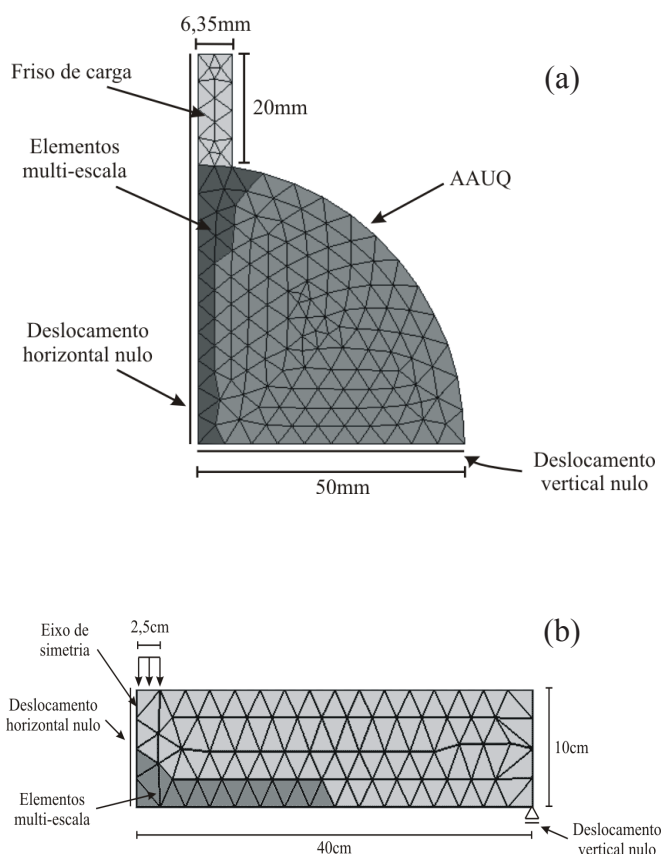 6,35mm
Friso de carga
(a)
20mm
Elementos
multi-escala
AAUQ
Deslocamento
horizontal nulo
Deslocamento
vertical nulo
50mm
Eixo de
simetria
2,5cm
(b)
Deslocamento
horizontal nulo
10cm
Elementos
multi-escala
40cm
Deslocamento
vertical nulo